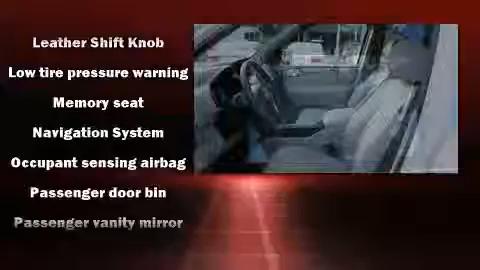 Leather Shift Knob
Low tire pressure warning
Memory seat
Navigation System
Occupant sensing airbag
Passenger door bin
Passenger vanity mirror